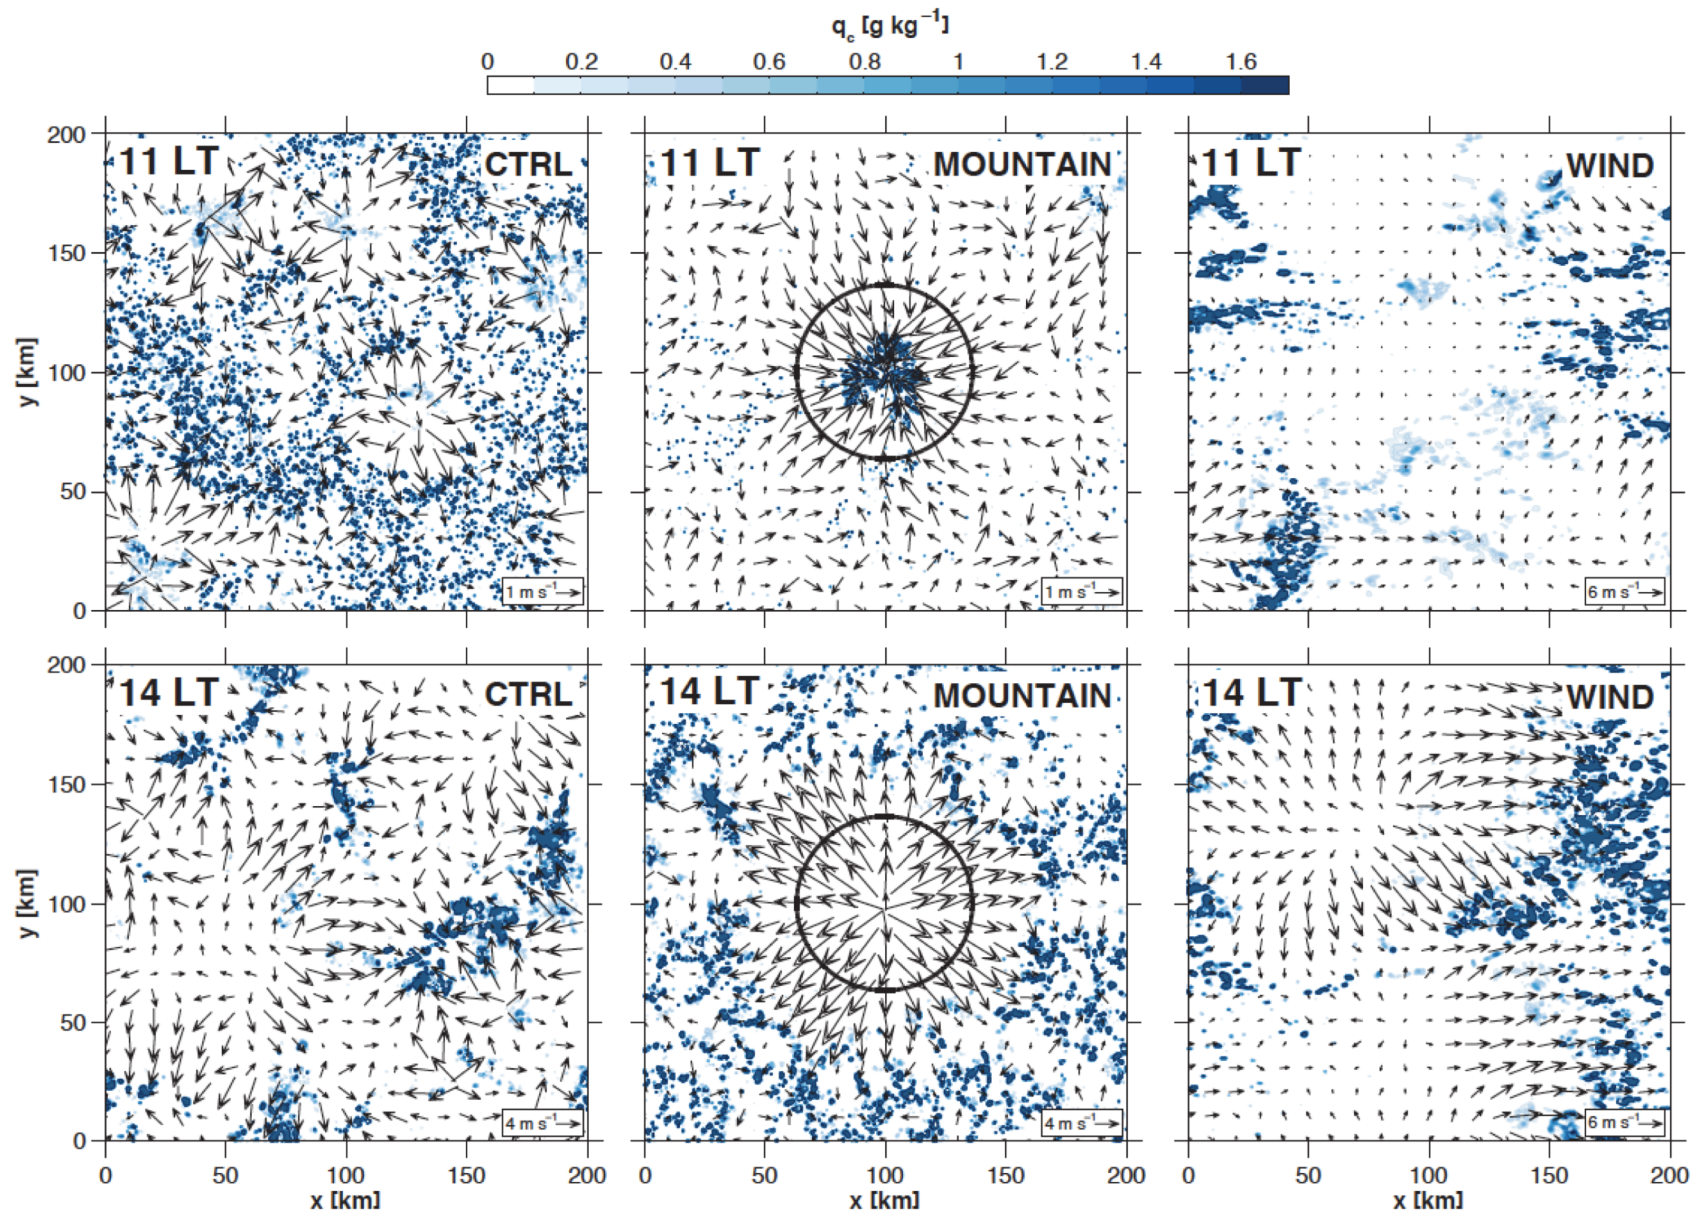 q_c [g kg⁻¹]
0 0.2 0.4 0.6 0.8 1 1.2 1.4 1.6
200 150 100 50 0
y [km]
11 LT CTRL
1 m s⁻¹
11 LT MOUNTAIN
1 m s⁻¹
11 LT WIND
6 m s⁻¹
200 150 100 50 0
y [km]
14 LT CTRL
4 m s⁻¹
14 LT MOUNTAIN
4 m s⁻¹
14 LT WIND
6 m s⁻¹
0 50 100 150 200
x [km]
0 50 100 150 200
x [km]
0 50 100 150 200
x [km]